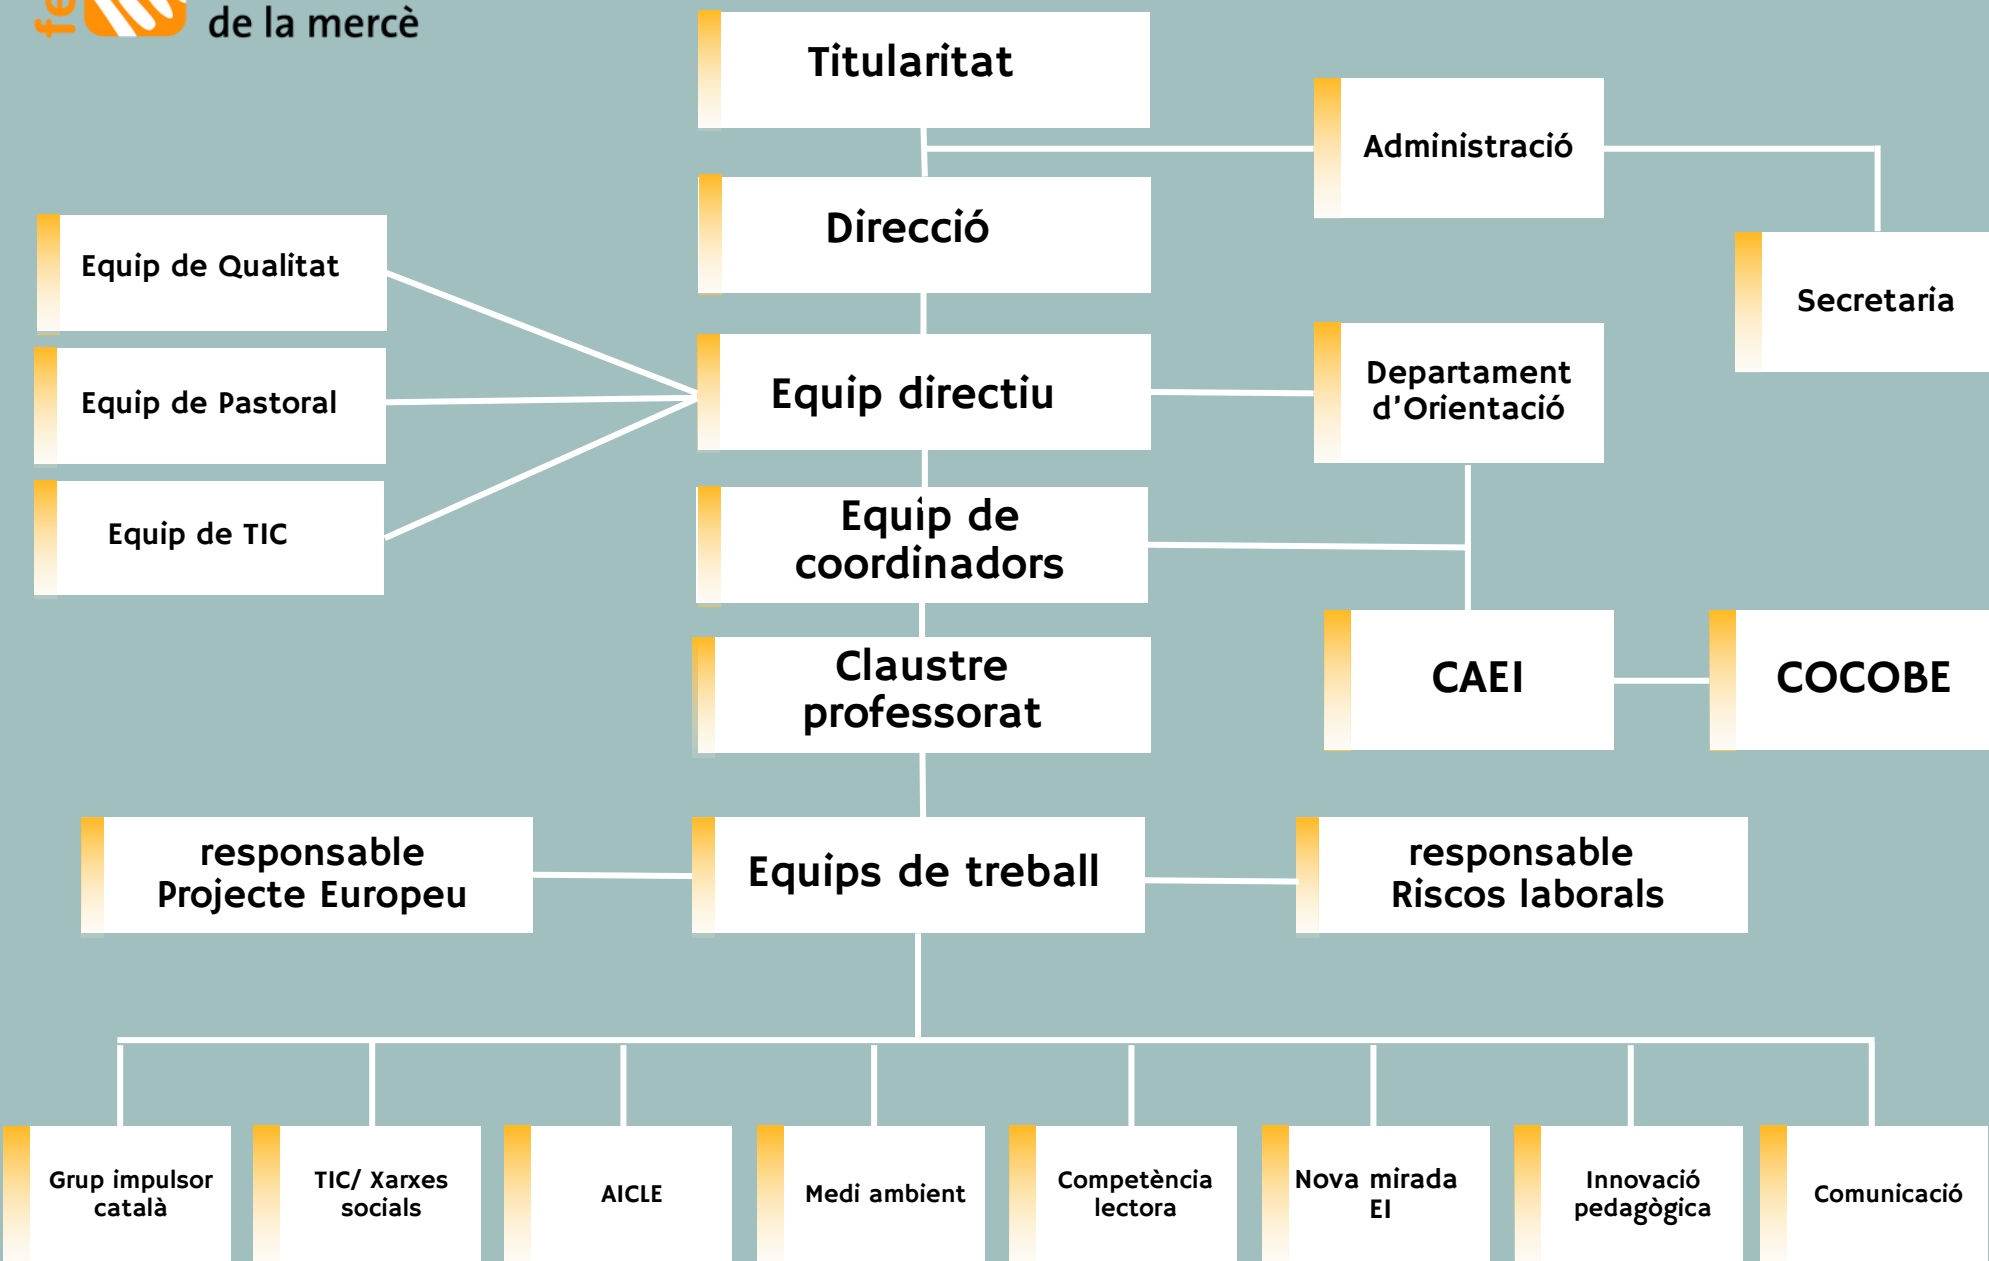 fe
de la mercè
Titularitat
Administració
Direcció
Secretaria
Equip de Qualitat
Equip de Pastoral
Equip de TIC
Equip directiu
Departament
d'Orientació
Equip de
coordinadors
Claustre
professorat
CAEI
COCOBE
responsable
Projecte Europeu
Equips de treball
responsable
Riscos laborals
Grup impulsor
català
TIC/ Xarxes
socials
AICLE
Medi ambient
Competència
lectora
Nova mirada
EI
Innovació
pedagògica
Comunicació